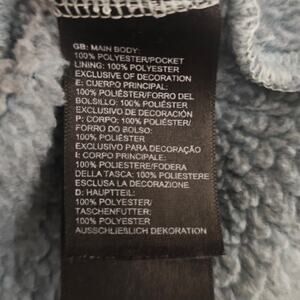 GB: MAIN BODY:
100% POLYESTER/POCKET
LINING: 100% POLYESTER
EXCLUSIVE OF DECORATION
E: CUERPO PRINCIPAL:
100% POLIÉSTER/FORRO DEL
BOLSILLO: 100% POLIÉSTER
EXCLUSIVO DE DECORACIÓN
P: CORPO: 100% POLIÉSTER/
FORRO DO BOLSO:
100% POLIÉSTER
EXCLUSIVO PARA DECORAÇÃO
I: CORPO PRINCIPALE:
100% POLIESTERE/FODERA
DELLA TASCA: 100% POLIESTERE
ESCLUSA LA DECORAZIONE
D: HAUPTTEIL:
100% POLYESTER/
TASCHENFUTTER:
100% POLYESTER
AUSSCHLIEßLICH DEKORATION